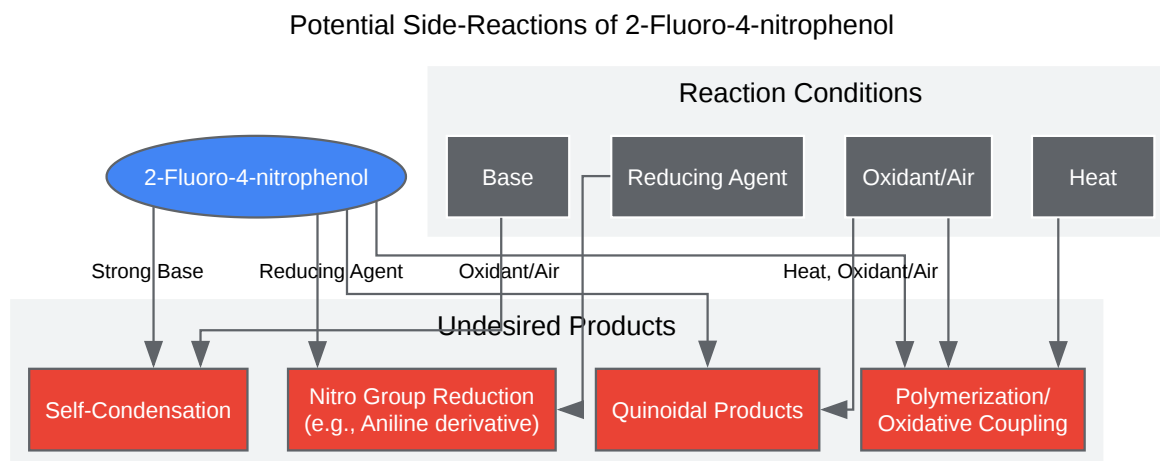 Potential Side-Reactions of 2-Fluoro-4-nitrophenol
Reaction Conditions
2-Fluoro-4-nitrophenol
Base
Reducing Agent
Oxidant/Air
Heat
Strong Base
Reducing Agent
Oxidant/Air
Heat, Oxidant/Air
Undesired Products
Self-Condensation
Nitro Group Reduction
(e.g., Aniline derivative)
Quinoidal Products
Polymerization/
Oxidative Coupling